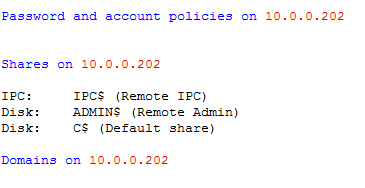 Password and account policies on 10.0.0.202
Shares on 10.0.0.202
IPC: IPC$ (Remote IPC)
Disk: ADMIN$ (Remote Admin)
Disk: C$ (Default share)
Domains on 10.0.0.202